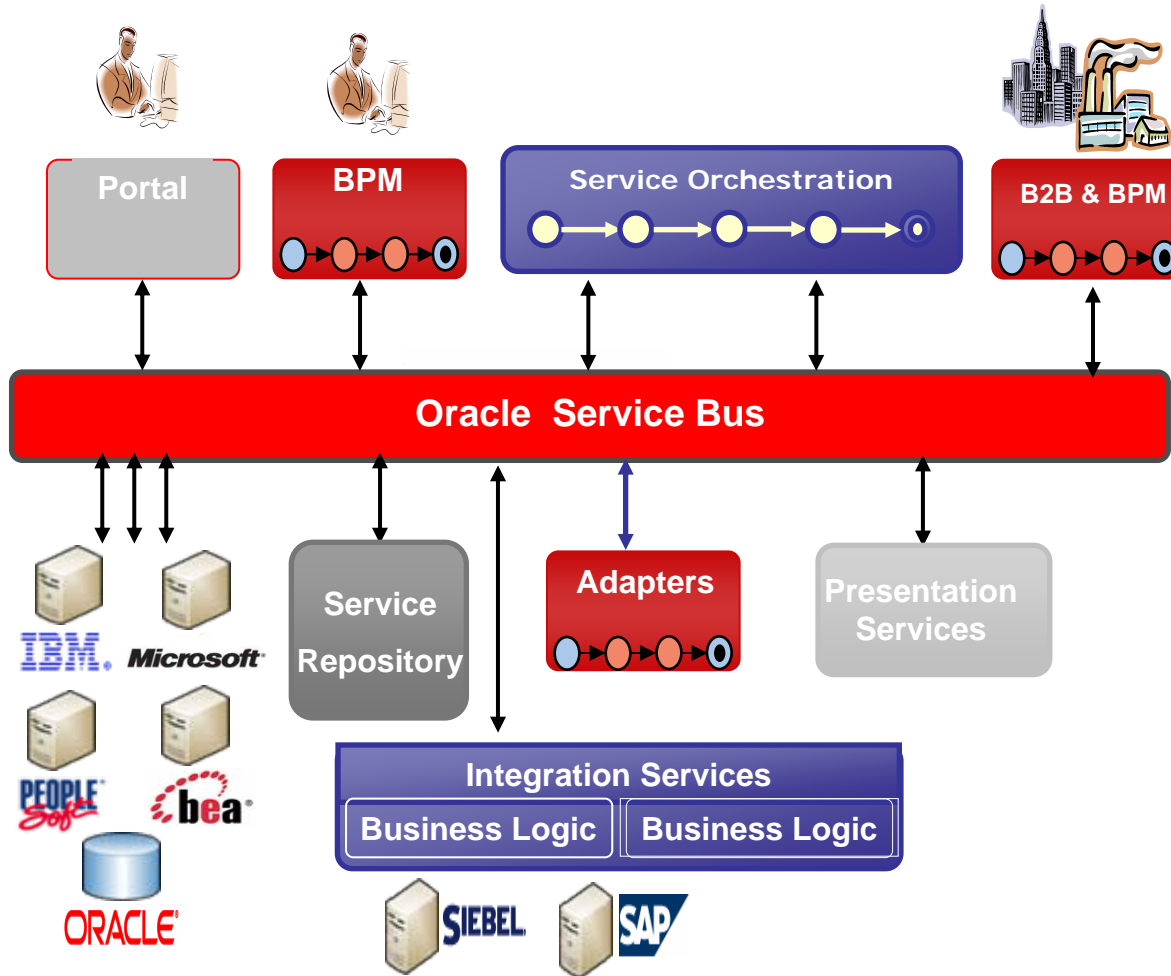 Portal
BPM
Service Orchestration
B2B & BPM
Oracle Service Bus
Service
Repository
Adapters
Presentation
Services
IBM®
Microsoft®
PEOPLE
Soft
bea®
ORACLE®
Integration Services
Business Logic
Business Logic
SIEBEL
SAP